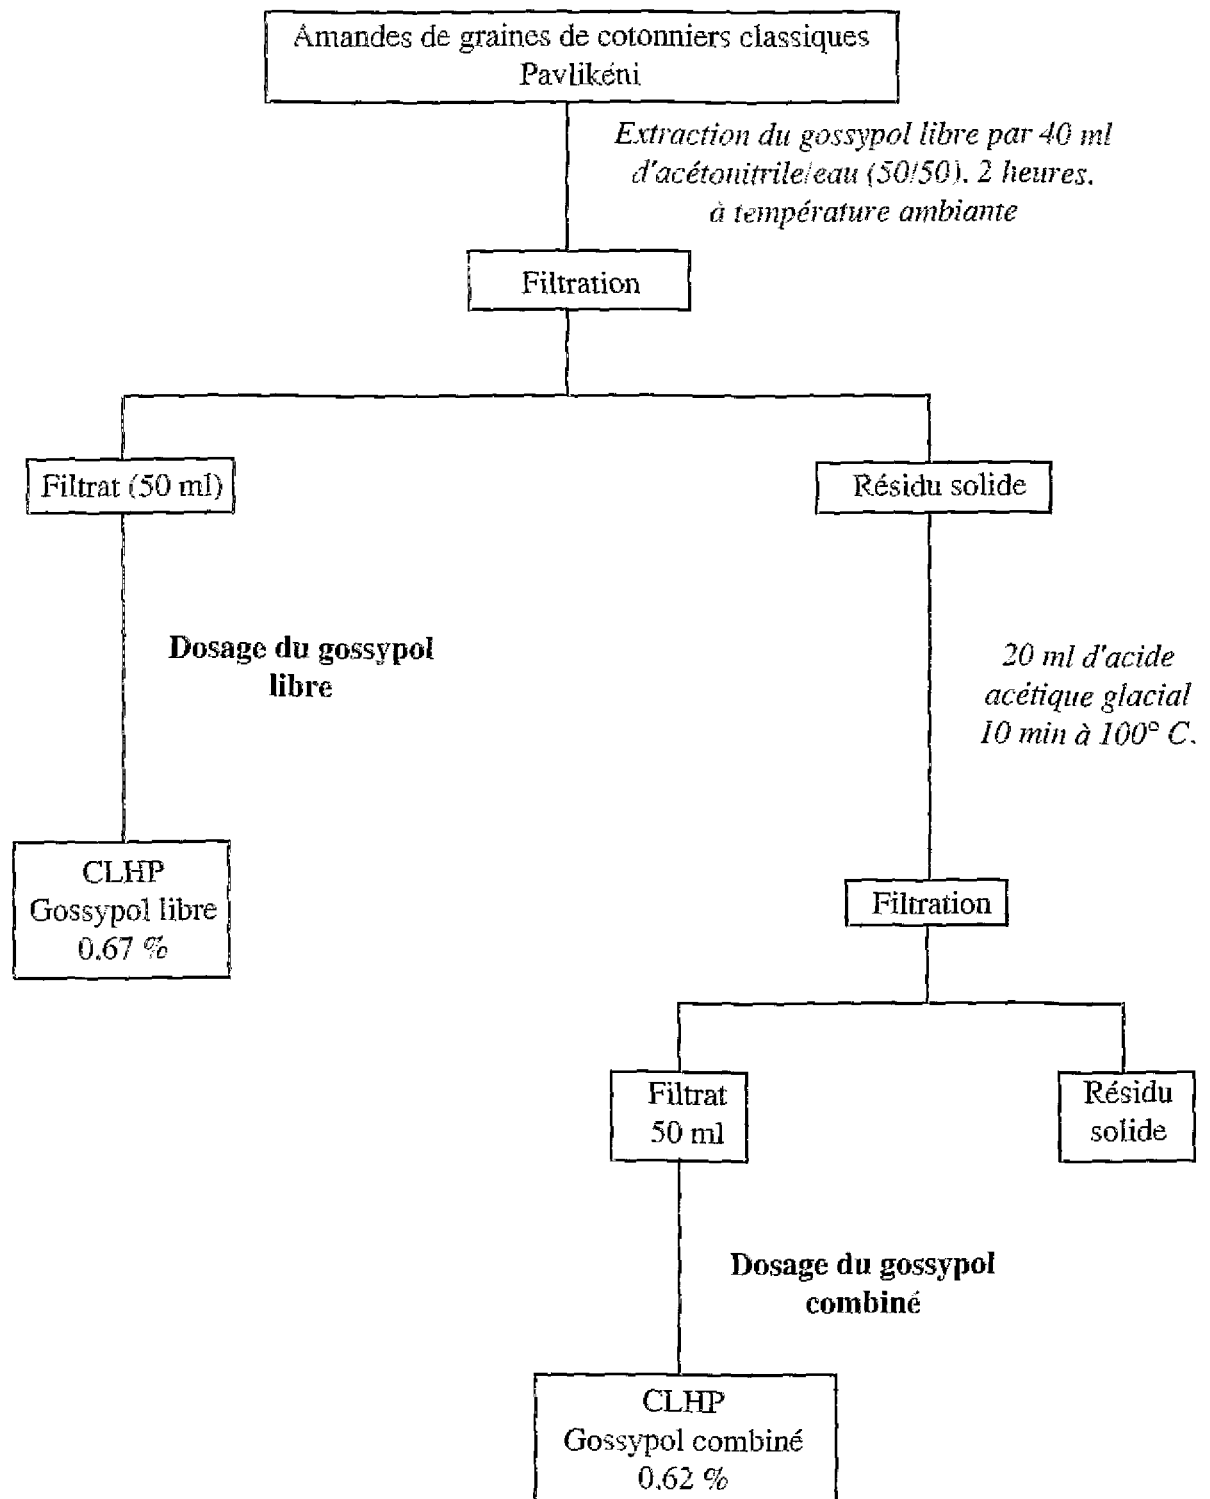 Amandes de graines de cotonniers classiques
Pavlikéni
Extraction du gossypol libre par 40 ml
d'acétonitrile/eau (50/50). 2 heures.
à température ambiante
Filtration
Filtrat (50 ml)
Résidu solide
Dosage du gossypol
libre
20 ml d'acide
acétique glacial
10 min à 100° C.
CLHP
Gossypol libre
0.67 %
Filtration
Filtrat
50 ml
Résidu
solide
Dosage du gossypol
combiné
CLHP
Gossypol combiné
0.62 %